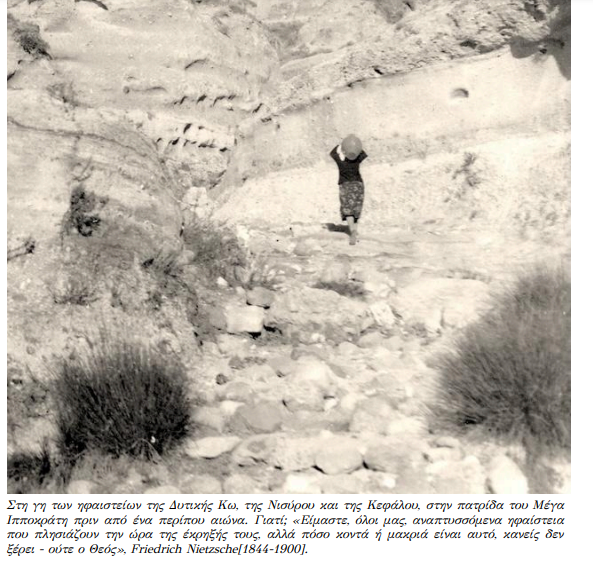 Στη γη των ηφαιστείων της Δυτικής Κω, της Νισύρου και της Κεφάλου, στην πατρίδα του Μέγα
Ιπποκράτη πριν από ένα περίπου αιώνα. Γιατί; «Είμαστε, όλοι μας, αναπτυσσόμενα ηφαίστεια
που πλησιάζουν την ώρα της έκρηξής τους, αλλά πόσο κοντά ή μακριά είναι αυτό, κανείς δεν
ξέρει - ούτε ο Θεός», Friedrich Nietzsche[1844-1900].